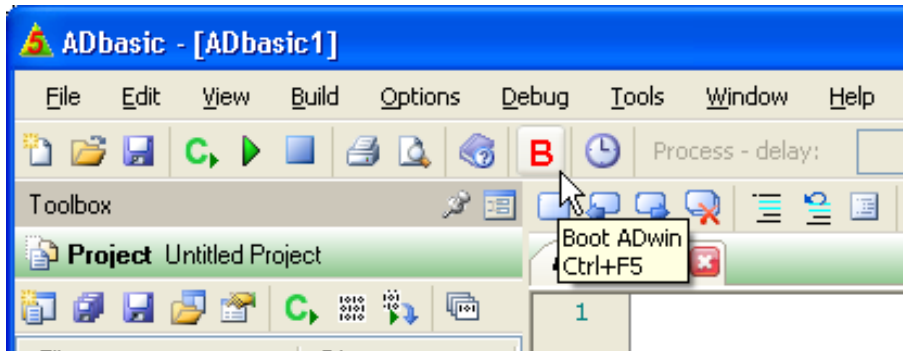 ADbasic - [ADbasic1]
File Edit View Build Options Debug Tools Window Help
B Process - delay:
Toolbox
Boot ADwin
Ctrl+F5
Project Untitled Project
1